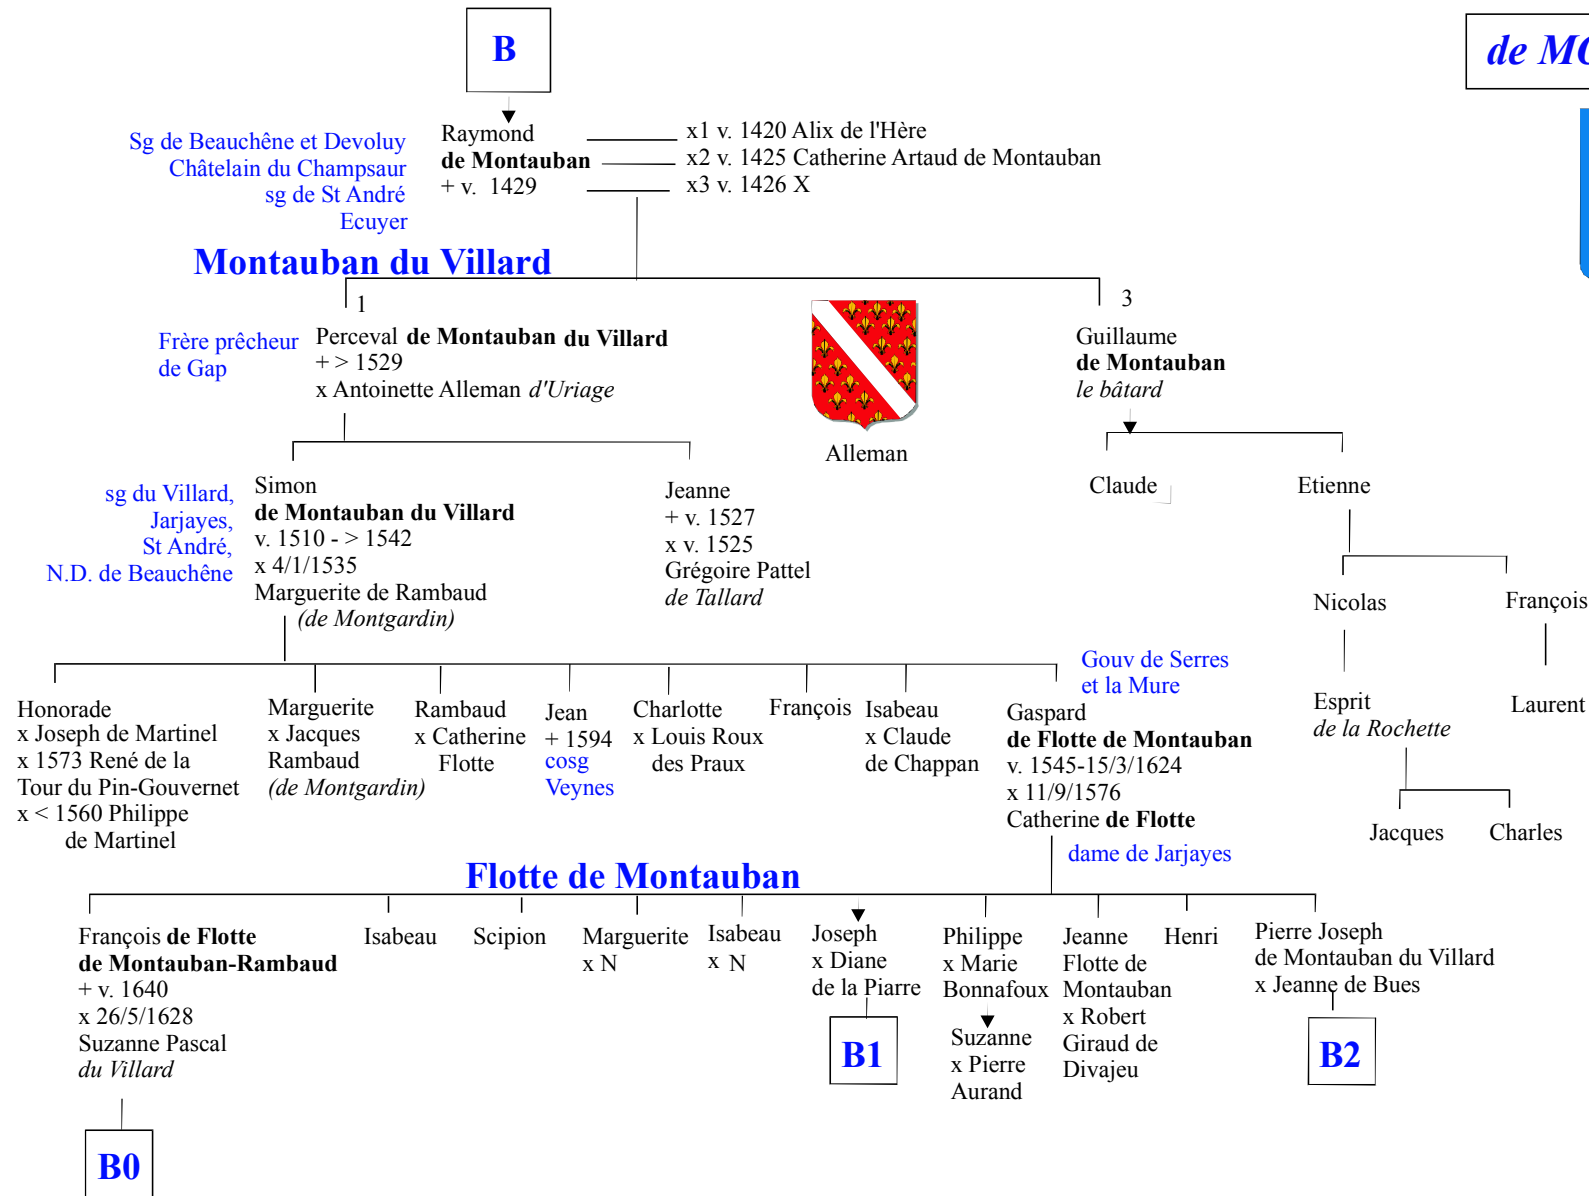 B
de MO
Sg de Beauchêne et Devoluy
Châtelain du Champsaur
sg de St André
Ecuyer
Raymond
de Montauban
+ v. 1429
x1 v. 1420 Alix de l'Hère
x2 v. 1425 Catherine Artaud de Montauban
x3 v. 1426 X
Montauban du Villard
1
3
Frère prêcheur
de Gap
Perceval de Montauban du Villard
+ > 1529
x Antoinette Alleman d'Uriage
Alleman
Guillaume
de Montauban
le bâtard
sg du Villard,
Jarjayes,
St André,
N.D. de Beauchêne
Simon
de Montauban du Villard
v. 1510 - > 1542
x 4/1/1535
Marguerite de Rambaud
(de Montgardin)
Jeanne
+ v. 1527
x v. 1525
Grégoire Pattel
de Tallard
Claude
Etienne
Nicolas
François
Esprit
de la Rochette
Laurent
Jacques
Charles
Honorade
x Joseph de Martinel
x 1573 René de la
Tour du Pin-Gouvernet
x < 1560 Philippe
de Martinel
Marguerite
x Jacques
Rambaud
(de Montgardin)
Rambaud
x Catherine
Flotte
Jean
+ 1594
cosg
Veynes
Charlotte
x Louis Roux
des Praux
François
Isabeau
x Claude
de Chappan
Gouv de Serres
et la Mure
Gaspard
de Flotte de Montauban
v. 1545-15/3/1624
x 11/9/1576
Catherine de Flotte
dame de Jarjayes
Flotte de Montauban
François de Flotte
de Montauban-Rambaud
+ v. 1640
x 26/5/1628
Suzanne Pascal
du Villard
B0
Isabeau
Scipion
Marguerite
x N
Isabeau
x N
Joseph
x Diane
de la Piarre
B1
Philippe
x Marie
Bonnafoux
Suzanne
x Pierre
Aurand
Jeanne
Flotte de
Montauban
x Robert
Giraud de
Divajeu
Henri
Pierre Joseph
de Montauban du Villard
x Jeanne de Bues
B2